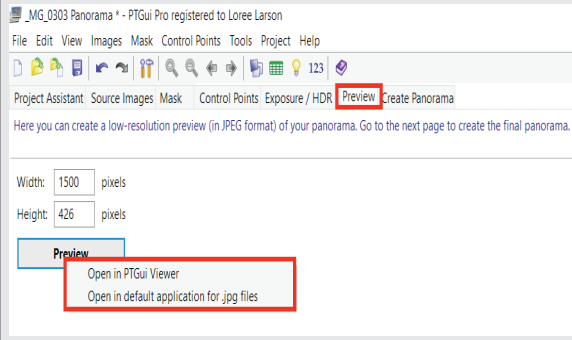 _MG_0303 Panorama * - PTGui Pro registered to Loree Larson
File Edit View Images Mask Control Points Tools Project Help
123
Project Assistant Source Images Mask Control Points Exposure / HDR Preview Create Panorama
Here you can create a low-resolution preview (in JPEG format) of your panorama. Go to the next page to create the final panorama.
Width: 1500 pixels
Height: 426 pixels
Preview
Open in PTGui Viewer
Open in default application for .jpg files